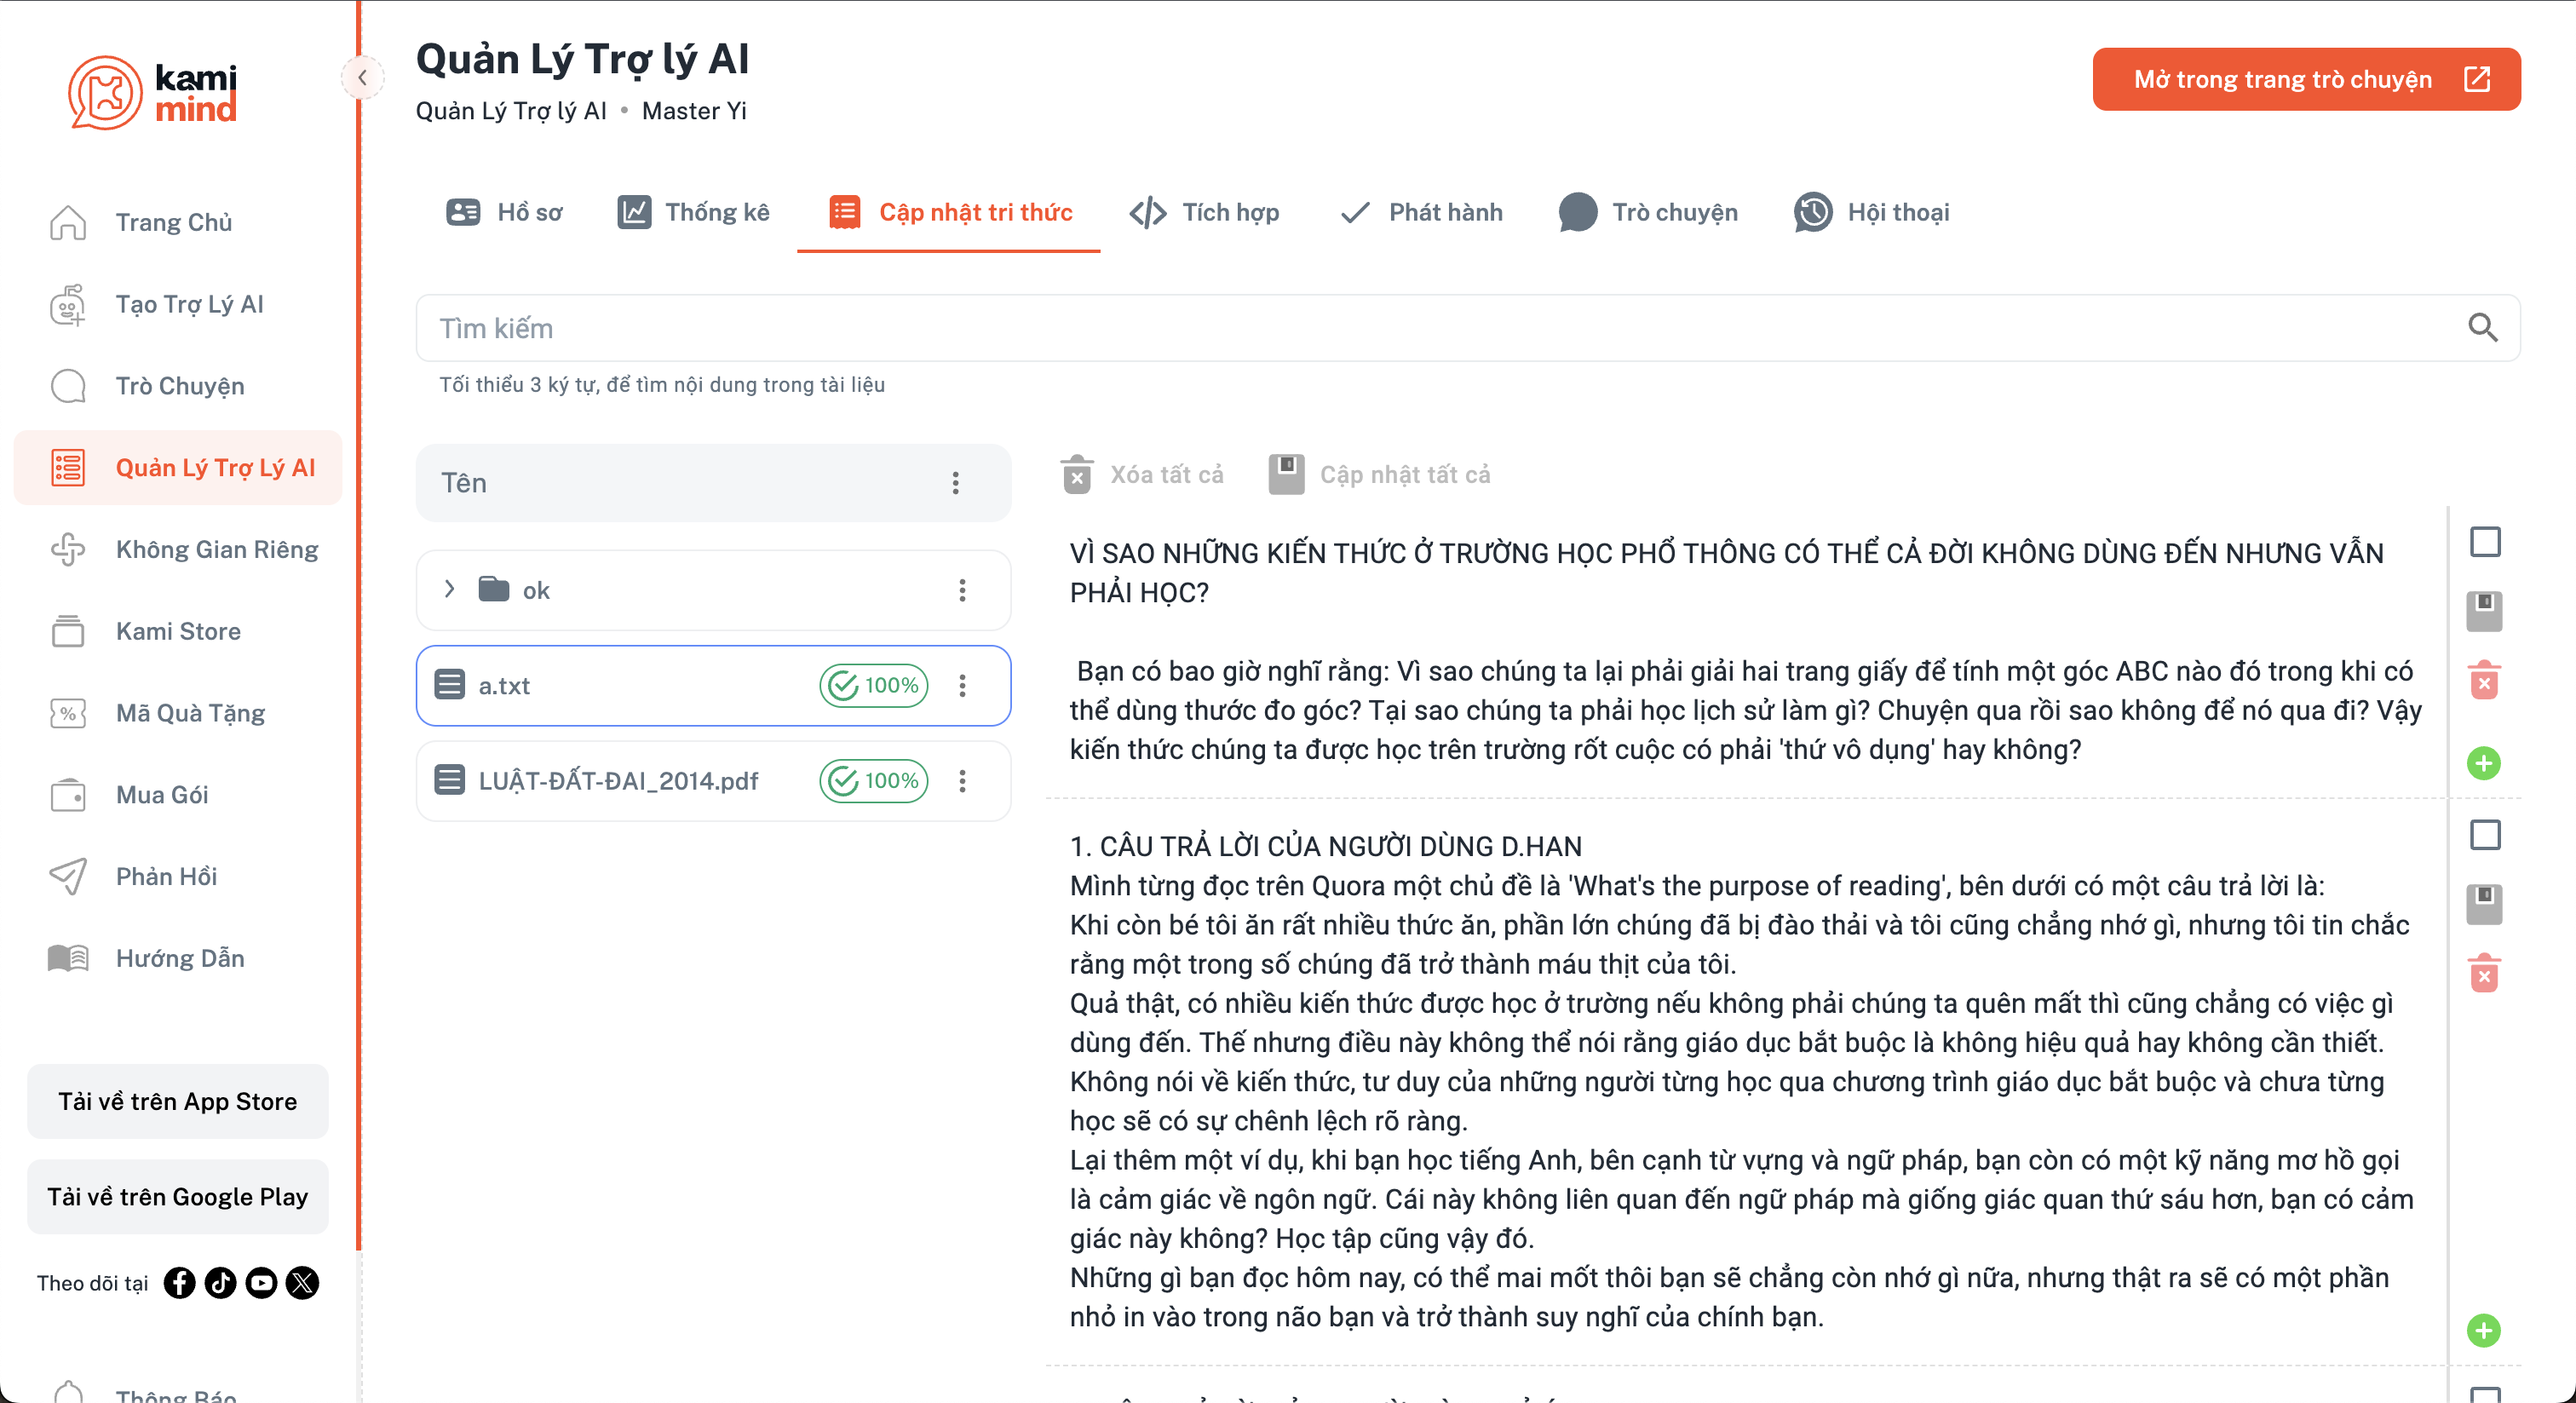 kami
mind
Trang Chủ
Tạo Trợ Lý AI
Trò Chuyện
Quản Lý Trợ Lý AI
Không Gian Riêng
Kami Store
Mã Quà Tặng
Mua Gói
Phản Hồi
Hướng Dẫn
Tải về trên App Store
Tải về trên Google Play
Theo dõi tại
Thông Báo
Quản Lý Trợ lý AI
Quản Lý Trợ lý AI • Master Yi
Mở trong trang trò chuyện
Hồ sơ
Thống kê
Cập nhật tri thức
Tích hợp
Phát hành
Trò chuyện
Hội thoại
Tìm kiếm
Tối thiểu 3 ký tự, để tìm nội dung trong tài liệu
Tên
ok
a.txt 100%
LUẬT-ĐẤT-ĐAI_2014.pdf 100%
Xóa tất cả
Cập nhật tất cả
VÌ SAO NHỮNG KIẾN THỨC Ở TRƯỜNG HỌC PHỔ THÔNG CÓ THỂ CẢ ĐỜI KHÔNG DÙNG ĐẾN NHƯNG VẪN
PHẢI HỌC?
Bạn có bao giờ nghĩ rằng: Vì sao chúng ta lại phải giải hai trang giấy để tính một góc ABC nào đó trong khi có
thể dùng thước đo góc? Tại sao chúng ta phải học lịch sử làm gì? Chuyện qua rồi sao không để nó qua đi? Vậy
kiến thức chúng ta được học trên trường rốt cuộc có phải 'thứ vô dụng' hay không?
1. CÂU TRẢ LỜI CỦA NGƯỜI DÙNG D.HAN
Mình từng đọc trên Quora một chủ đề là 'What's the purpose of reading', bên dưới có một câu trả lời là:
Khi còn bé tôi ăn rất nhiều thức ăn, phần lớn chúng đã bị đào thải và tôi cũng chẳng nhớ gì, nhưng tôi tin chắc
rằng một trong số chúng đã trở thành máu thịt của tôi.
Quả thật, có nhiều kiến thức được học ở trường nếu không phải chúng ta quên mất thì cũng chẳng có việc gì
dùng đến. Thế nhưng điều này không thể nói rằng giáo dục bắt buộc là không hiệu quả hay không cần thiết.
Không nói về kiến thức, tư duy của những người từng học qua chương trình giáo dục bắt buộc và chưa từng
học sẽ có sự chênh lệch rõ ràng.
Lại thêm một ví dụ, khi bạn học tiếng Anh, bên cạnh từ vựng và ngữ pháp, bạn còn có một kỹ năng mơ hồ gọi
là cảm giác về ngôn ngữ. Cái này không liên quan đến ngữ pháp mà giống giác quan thứ sáu hơn, bạn có cảm
giác này không? Học tập cũng vậy đó.
Những gì bạn đọc hôm nay, có thể mai mốt thôi bạn sẽ chẳng còn nhớ gì nữa, nhưng thật ra sẽ có một phần
nhỏ in vào trong não bạn và trở thành suy nghĩ của chính bạn.